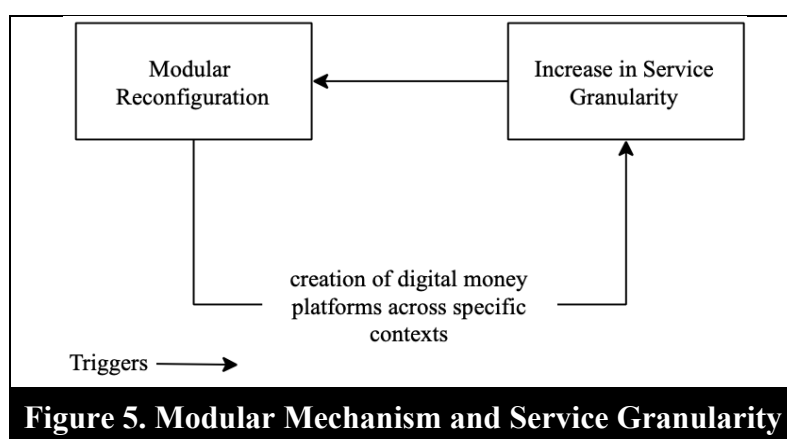 Modular
Reconfiguration
Increase in Service
Granularity
creation of digital money
platforms across specific
contexts
Triggers
Figure 5. Modular Mechanism and Service Granularity